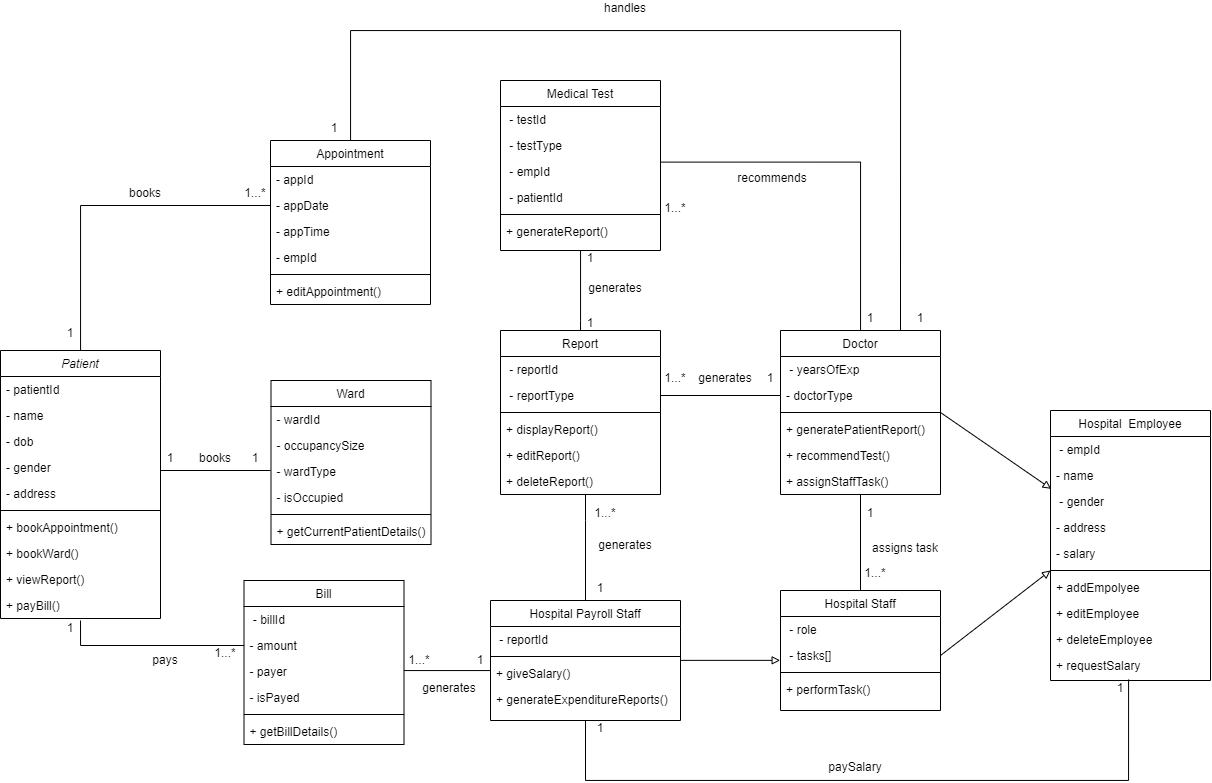 handles
Medical Test
- testId
- testType
- empId
- patientId
+ generateReport()
1
Appointment
- appId
- appDate
- appTime
- empId
+ editAppointment()
books
1...*
recommends
1...*
1
generates
1
1
1
1
Patient
- patientId
- name
- dob
- gender
- address
+ bookAppointment()
+ bookWard()
+ viewReport()
+ payBill()
Report
- reportId
- reportType
+ displayReport()
+ editReport()
+ deleteReport()
1...*
generates
1
Doctor
- yearsOfExp
- doctorType
+ generatePatientReport()
+ recommendTest()
+ assignStaffTask()
Ward
- wardId
- occupancySize
- wardType
- isOccupied
+ getCurrentPatientDetails()
1
books
1
Hospital  Employee
- empId
- name
- gender
- address
- salary
+ addEmpolyee
+ editEmployee
+ deleteEmployee
+ requestSalary
1...*
generates
1
1
assigns task
1...*
Bill
- billId
- amount
- payer
- isPayed
+ getBillDetails()
1
pays
1...*
1...*
generates
1
Hospital Payroll Staff
- reportId
+ giveSalary()
+ generateExpenditureReports()
Hospital Staff
- role
- tasks[]
+ performTask()
1
1
paySalary